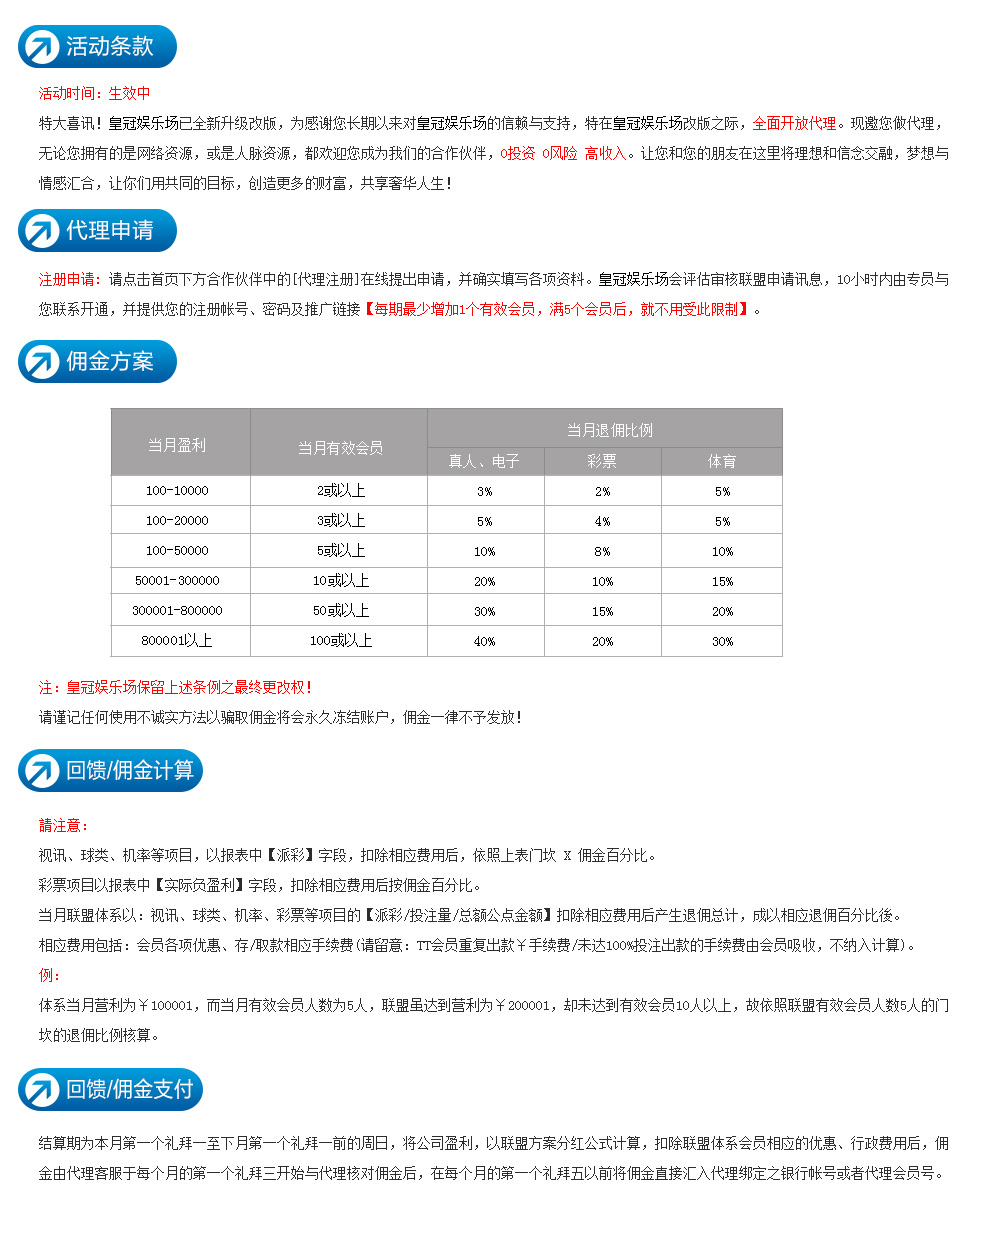 活动条款
活动时间：生效中
特大喜讯！皇冠娱乐场已全新升级改版，为感谢您长期以来对皇冠娱乐场的信赖与支持，特在皇冠娱乐场改版之际，全面开放代理。现邀您做代理，
无论您拥有的是网络资源，或是人脉资源，都欢迎您成为我们的合作伙伴，0投资 0风险 高收入。让您和您的朋友在这里将理想和信念交融，梦想与
情感汇合，让你们用共同的目标，创造更多的财富，共享奢华人生！
代理申请
注册申请：请点击首页下方合作伙伴中的[代理注册]在线提出申请，并确实填写各项资料。皇冠娱乐场会评估审核联盟申请讯息，10小时内由专员与
您联系开通，并提供您的注册帐号、密码及推广链接【每期最少增加1个有效会员，满5个会员后，就不用受此限制】。
佣金方案
当月盈利 当月有效会员 当月退佣比例
真人、电子 彩票 体育
100-10000 2或以上 3% 2% 5%
100-20000 3或以上 5% 4% 5%
100-50000 5或以上 10% 8% 10%
50001-300000 10或以上 20% 10% 15%
300001-800000 50或以上 30% 15% 20%
800001以上 100或以上 40% 20% 30%
注：皇冠娱乐场保留上述条例之最终更改权！
请谨记任何使用不诚实方法以骗取佣金将会永久冻结账户，佣金一律不予发放！
回馈/佣金计算
請注意：
视讯、球类、机率等项目，以报表中【派彩】字段，扣除相应费用后，依照上表门坎 X 佣金百分比。
彩票项目以报表中【实际负盈利】字段，扣除相应费用后按佣金百分比。
当月联盟体系以：视讯、球类、机率、彩票等项目的【派彩/投注量/总额公点金额】扣除相应费用后产生退佣总计，成以相应退佣百分比後。
相应费用包括：会员各项优惠、存/取款相应手续费(请留意：TT会员重复出款￥手续费/未达100%投注出款的手续费由会员吸收，不纳入计算)。
例：
体系当月营利为￥100001，而当月有效会员人数为5人，联盟虽达到营利为￥200001，却未达到有效会员10人以上，故依照联盟有效会员人数5人的门
坎的退佣比例核算。
回馈/佣金支付
结算期为本月第一个礼拜一至下月第一个礼拜一前的周日，将公司盈利，以联盟方案分红公式计算，扣除联盟体系会员相应的优惠、行政费用后，佣
金由代理客服于每个月的第一个礼拜三开始与代理核对佣金后，在每个月的第一个礼拜五以前将佣金直接汇入代理绑定之银行帐号或者代理会员号。